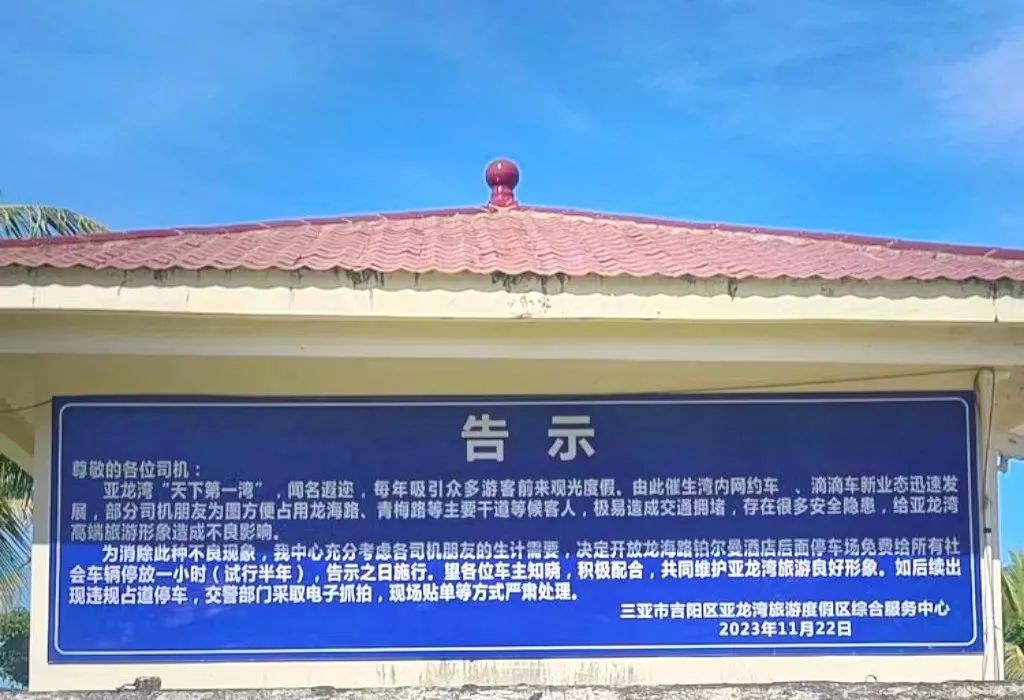 告 示
尊敬的各位司机：
亚龙湾“天下第一湾”，闻名遐迩，每年吸引众多游客前来观光度假。由此催生湾内网约车 、滴滴车新业态迅速发
展，部分司机朋友为图方便占用龙海路、青梅路等主要干道等候客人，极易造成交通拥堵，存在很多安全隐患，给亚龙湾
高端旅游形象造成不良影响。
为消除此种不良现象，我中心充分考虑各司机朋友的生计需要，决定开放龙海路铂尔曼酒店后面停车场免费给所有社
会车辆停放一小时（试行半年），告示之日施行。望各位车主知晓，积极配合，共同维护亚龙湾旅游良好形象。如后续出
现违规占道停车，交警部门采取电子抓拍，现场贴单等方式严肃处理。
三亚市吉阳区亚龙湾旅游度假区综合服务中心
2023年11月22日